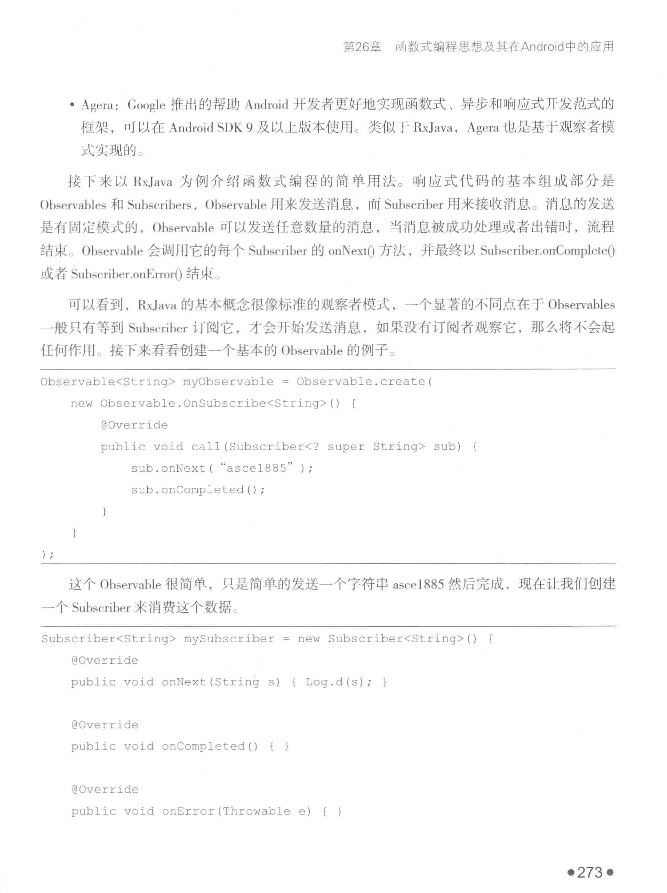 第26章 函数式编程思想及其在Android中的应用
• Agera：Google 推出的帮助 Android 开发者更好地实现函数式、异步和响应式开发范式的
框架，可以在 Android SDK 9 及以上版本使用。类似于 RxJava，Agera 也是基于观察者模
式实现的。
接下来以 RxJava 为例介绍函数式编程的简单用法。响应式代码的基本组成部分是
Observables 和 Subscribers，Observable 用来发送消息，而 Subscriber 用来接收消息。消息的发送
是有固定模式的，Observable 可以发送任意数量的消息，当消息被成功处理或者出错时，流程
结束。Observable 会调用它的每个 Subscriber 的 onNext() 方法，并最终以 Subscriber.onComplete()
或者 Subscriber.onError() 结束。
可以看到，RxJava 的基本概念很像标准的观察者模式，一个显著的不同点在于 Observables
一般只有等到 Subscriber 订阅它，才会开始发送消息，如果没有订阅者观察它，那么将不会起
任何作用。接下来看看创建一个基本的 Observable 的例子。
Observable<String> myObservable = Observable.create(
new Observable.OnSubscribe<String>() {
@Override
public void call(Subscriber<? super String> sub) {
sub.onNext( “asce1885” );
sub.onCompleted();
}
}
);
这个 Observable 很简单，只是简单的发送一个字符串 asce1885 然后完成，现在让我们创建
一个 Subscriber 来消费这个数据。
Subscriber<String> mySubscriber = new Subscriber<String>() {
@Override
public void onNext(String s) { Log.d(s); }
@Override
public void onCompleted() { }
@Override
public void onError(Throwable e) { }
●273●